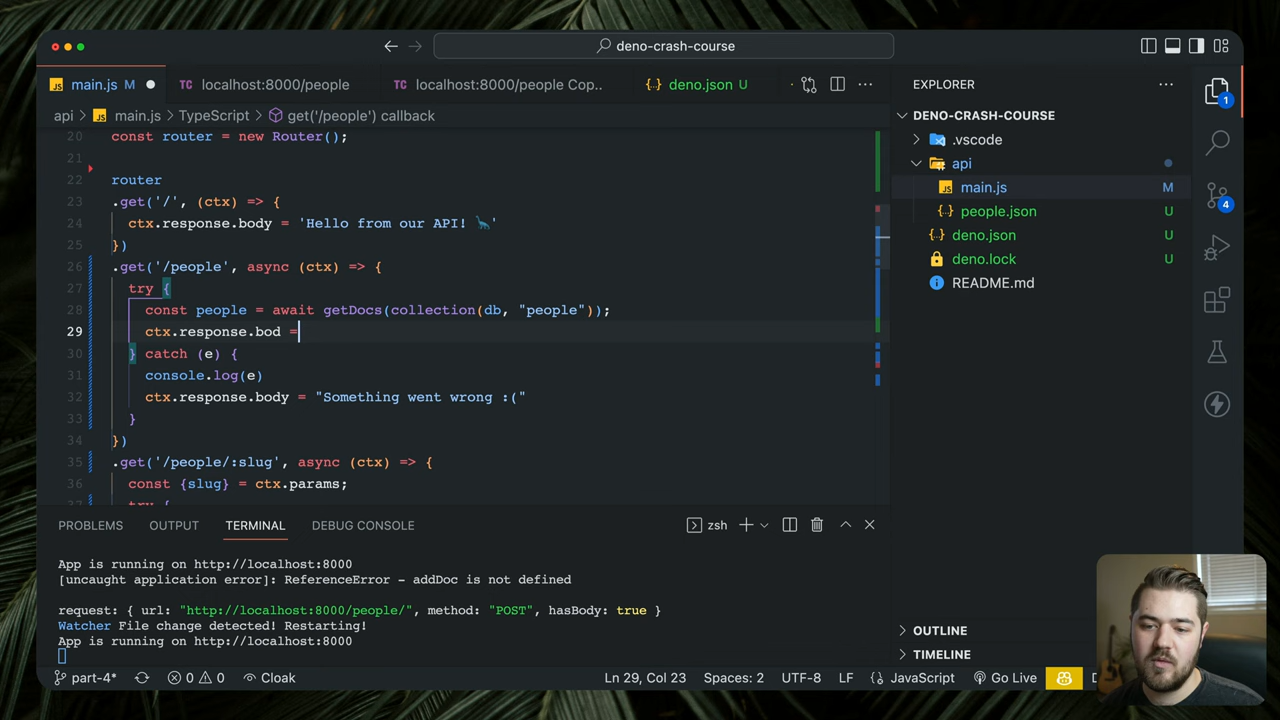 deno-crash-course
JS main.js M
TC localhost:8000/people
TC localhost:8000/people Cop..
{..} deno.json U
EXPLORER
api > JS main.js > TypeScript > get('/people') callback
DENO-CRASH-COURSE
.vscode
api
JS main.js M
{..} people.json U
{..} deno.json U
deno.lock U
README.md
20 const router = new Router();
21
22 router
23 .get('/', (ctx) => {
24 ctx.response.body = 'Hello from our API! 🦕'
25 })
26 .get('/people', async (ctx) => {
27 try {
28 const people = await getDocs(collection(db, "people"));
29 ctx.response.bod =
30 } catch (e) {
31 console.log(e)
32 ctx.response.body = "Something went wrong :("
33 }
34 })
35 .get('/people/:slug', async (ctx) => {
36 const {slug} = ctx.params;
37 try {
1
4
PROBLEMS OUTPUT TERMINAL DEBUG CONSOLE
zsh
App is running on http://localhost:8000
[uncaught application error]: ReferenceError - addDoc is not defined
request: { url: "http://localhost:8000/people/", method: "POST", hasBody: true }
Watcher File change detected! Restarting!
App is running on http://localhost:8000
OUTLINE
TIMELINE
part-4* 0 0 Cloak Ln 29, Col 23 Spaces: 2 UTF-8 LF JavaScript Go Live